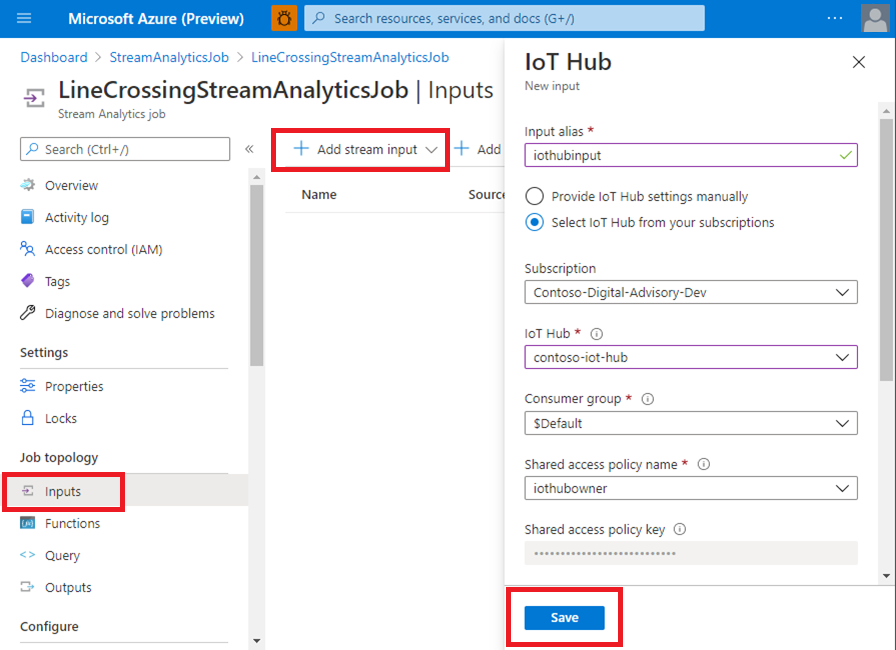 Microsoft Azure (Preview)
Search resources, services, and docs (G+/)
Dashboard > StreamAnalyticsJob > LineCrossingStreamAnalyticsJob
LineCrossingStreamAnalyticsJob | Inputs
Stream Analytics job
Search (Ctrl+/)
Overview
Activity log
Access control (IAM)
Tags
Diagnose and solve problems
Settings
Properties
Locks
Job topology
Inputs
Functions
Query
Outputs
Configure
Add stream input
Add
Name
Source
IoT Hub
New input
Input alias *
iothubinput
Provide IoT Hub settings manually
Select IoT Hub from your subscriptions
Subscription
Contoso-Digital-Advisory-Dev
IoT Hub *
contoso-iot-hub
Consumer group *
$Default
Shared access policy name *
iothubowner
Shared access policy key
••••••••••••••••••••••••••••
Save